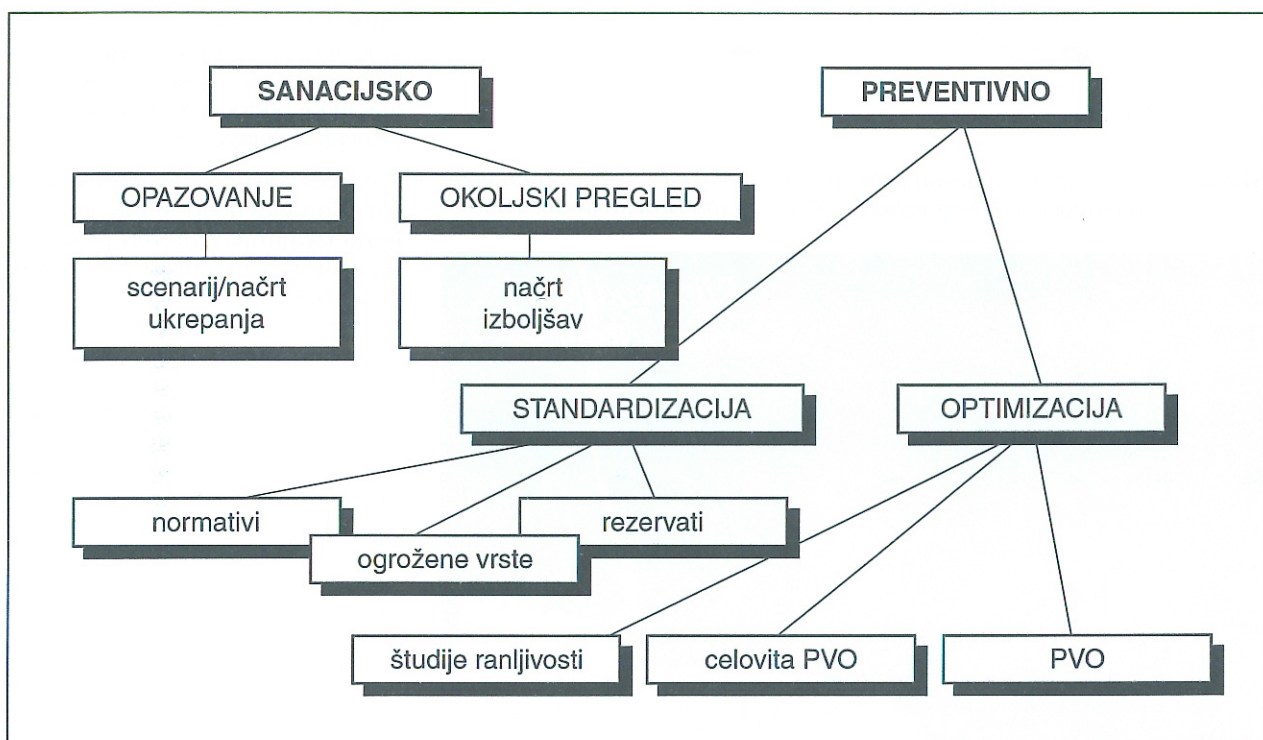 SANACIJSKO
PREVENTIVNO
OPAZOVANJE
OKOLJSKI PREGLED
scenarij/načrt
ukrepanja
načrt
izboljšav
STANDARDIZACIJA
OPTIMIZACIJA
normativi
rezervati
ogrožene vrste
študije ranljivosti
celovita PVO
PVO